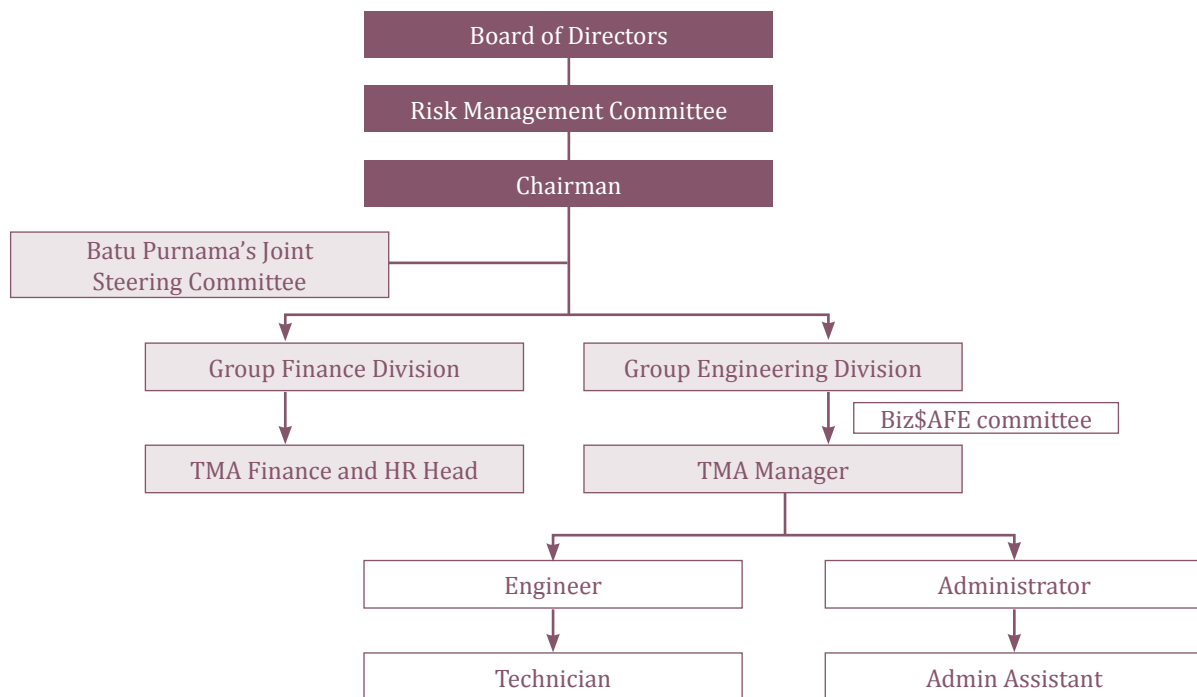 Board of Directors
Risk Management Committee
Chairman
Batu Purnama’s Joint
Steering Committee
Group Finance Division
Group Engineering Division
Biz$AFE committee
TMA Finance and HR Head
TMA Manager
Engineer
Administrator
Technician
Admin Assistant